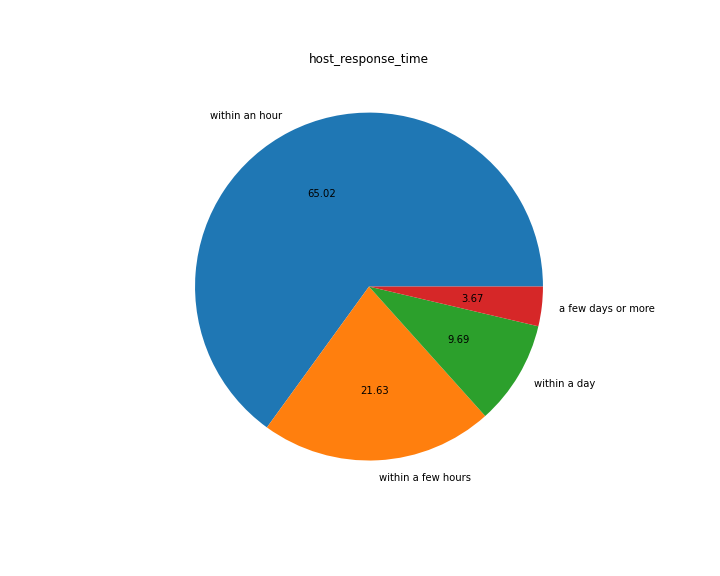 host_response_time
within an hour
65.02
3.67
a few days or more
9.69
within a day
21.63
within a few hours